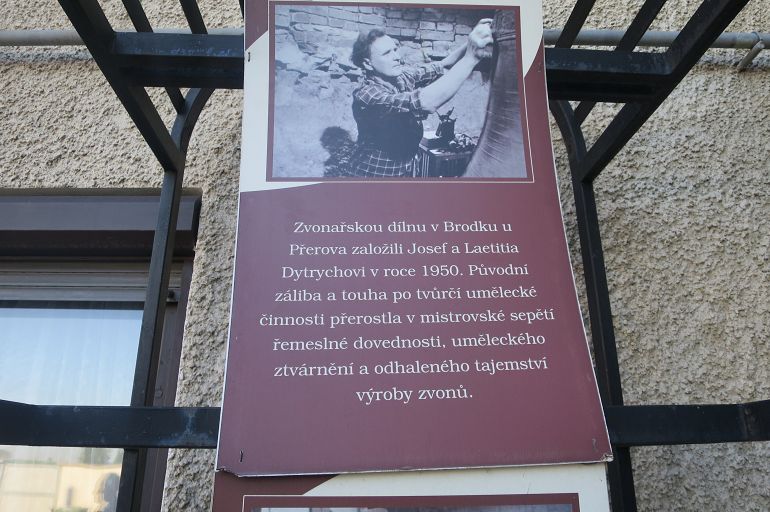 Zvonařskou dílnu v Brodku u
Přerova založili Josef a Laetitia
Dytrychovi v roce 1950. Původní
záliba a touha po tvůrčí umělecké
činnosti přerostla v mistrovské sepětí
řemeslné dovednosti, uměleckého
ztvárnění a odhaleného tajemství
výroby zvonů.